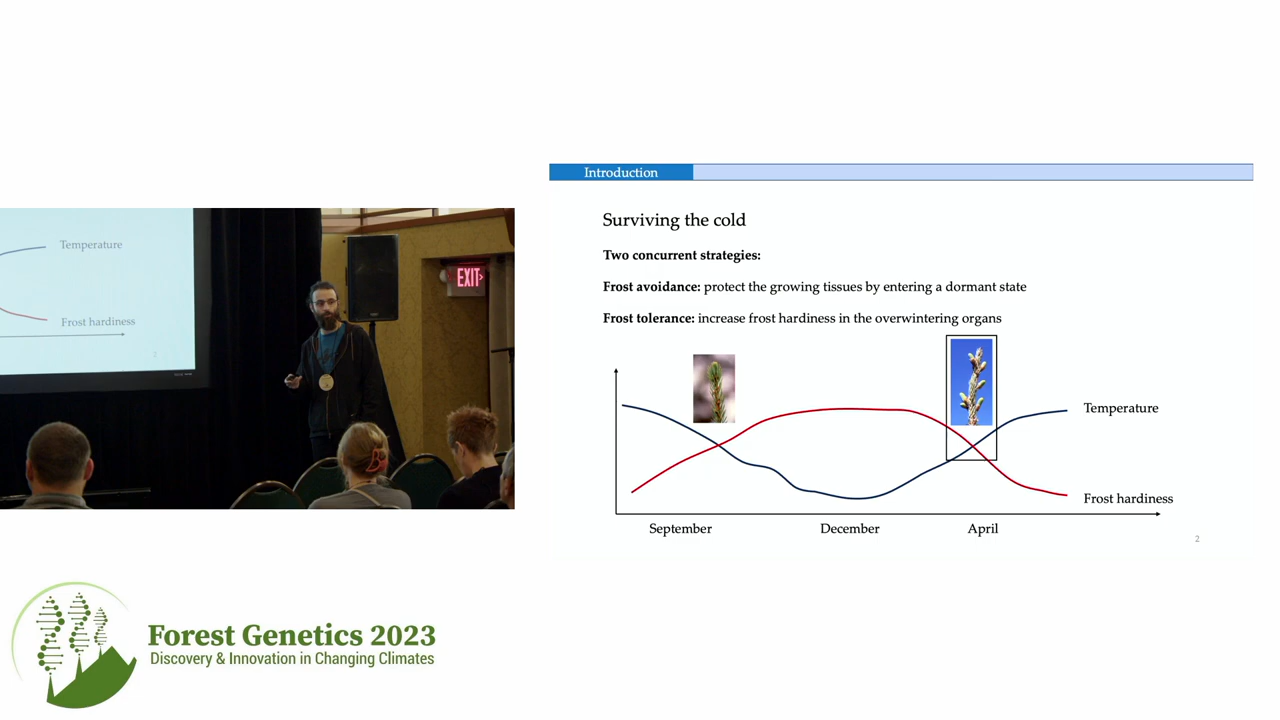 Introduction
Surviving the cold
Two concurrent strategies:
Frost avoidance: protect the growing tissues by entering a dormant state
Frost tolerance: increase frost hardiness in the overwintering organs
Temperature
Frost hardiness
September December April
2
Temperature
Frost hardiness
2
EXIT
Forest Genetics 2023
Discovery & Innovation in Changing Climates